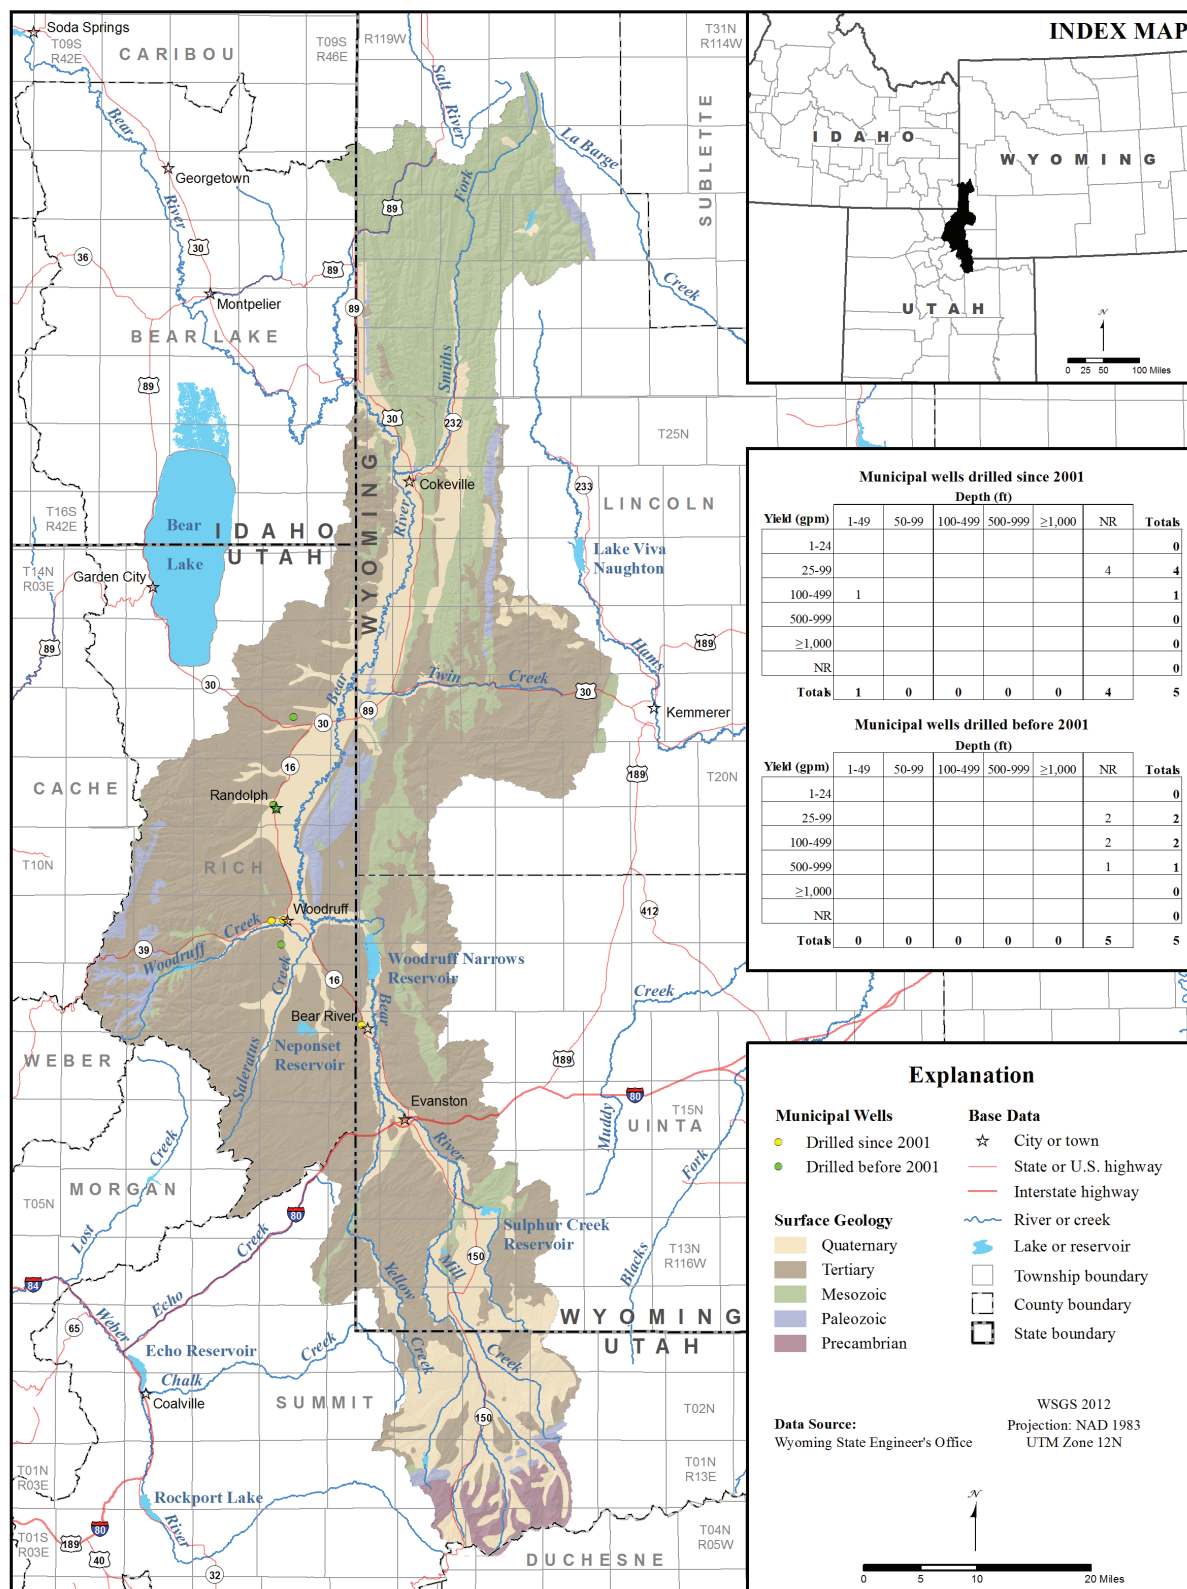 Soda Springs
T09S
R42E
CARIBOU
T09S
R46E
R119W
T31N
R114W
Salt
River
Bear
River
Georgetown
Fork
La Barge
Creek
SUBLETTE
89
30
36
89
Montpelier
89
BEAR LAKE
89
Smiths
30
232
T25N
WYOMING
Cokeville
River
233
LINCOLN
T16S
R42E
Bear
IDAHO
UTAH
Lake
Lake Viva
Naughton
T14N
R03E
Garden City
89
Hams
189
30
Bear
Twin
Creek
30
89
Kemmerer
30
16
189
T20N
CACHE
Randolph
T10N
RICH
Woodruff
412
39
Woodruff
Creek
Creek
16
Woodruff Narrows
Reservoir
Creek
Bear River
Bear
Neponset
Reservoir
WEBER
Saleratus
189
80
Evanston
T15N
UINTA
Muddy
Creek
River
Fork
MORGAN
T05N
80
Sulphur Creek
Reservoir
Lost
Creek
150
T13N
R116W
84
Echo
Yellow
Mill
Blacks
WYOMING
UTAH
65
Weber
Echo Reservoir
Creek
Creek
Creek
Chalk
Coalville
SUMMIT
150
T02N
T01N
R03E
T01N
R13E
Rockport Lake
T01S
R03E
189
80
40
River
32
T04N
R05W
DUCHESNE
INDEX MAP
IDAHO
WYOMING
UTAH
N
0 25 50 100 Miles
Municipal wells drilled since 2001
Depth (ft)
Yield (gpm) 1-49 50-99 100-499 500-999 ≥1,000 NR Totals
1-24 0
25-99 4 4
100-499 1 1
500-999 0
≥1,000 0
NR 0
Totals 1 0 0 0 0 4 5
Municipal wells drilled before 2001
Depth (ft)
Yield (gpm) 1-49 50-99 100-499 500-999 ≥1,000 NR Totals
1-24 0
25-99 2 2
100-499 2 2
500-999 1 1
≥1,000 0
NR 0
Totals 0 0 0 0 0 5 5
Explanation
Municipal Wells
Drilled since 2001
Drilled before 2001
Surface Geology
Quaternary
Tertiary
Mesozoic
Paleozoic
Precambrian
Base Data
City or town
State or U.S. highway
Interstate highway
River or creek
Lake or reservoir
Township boundary
County boundary
State boundary
Data Source:
Wyoming State Engineer's Office
WSGS 2012
Projection: NAD 1983
UTM Zone 12N
N
0 5 10 20 Miles